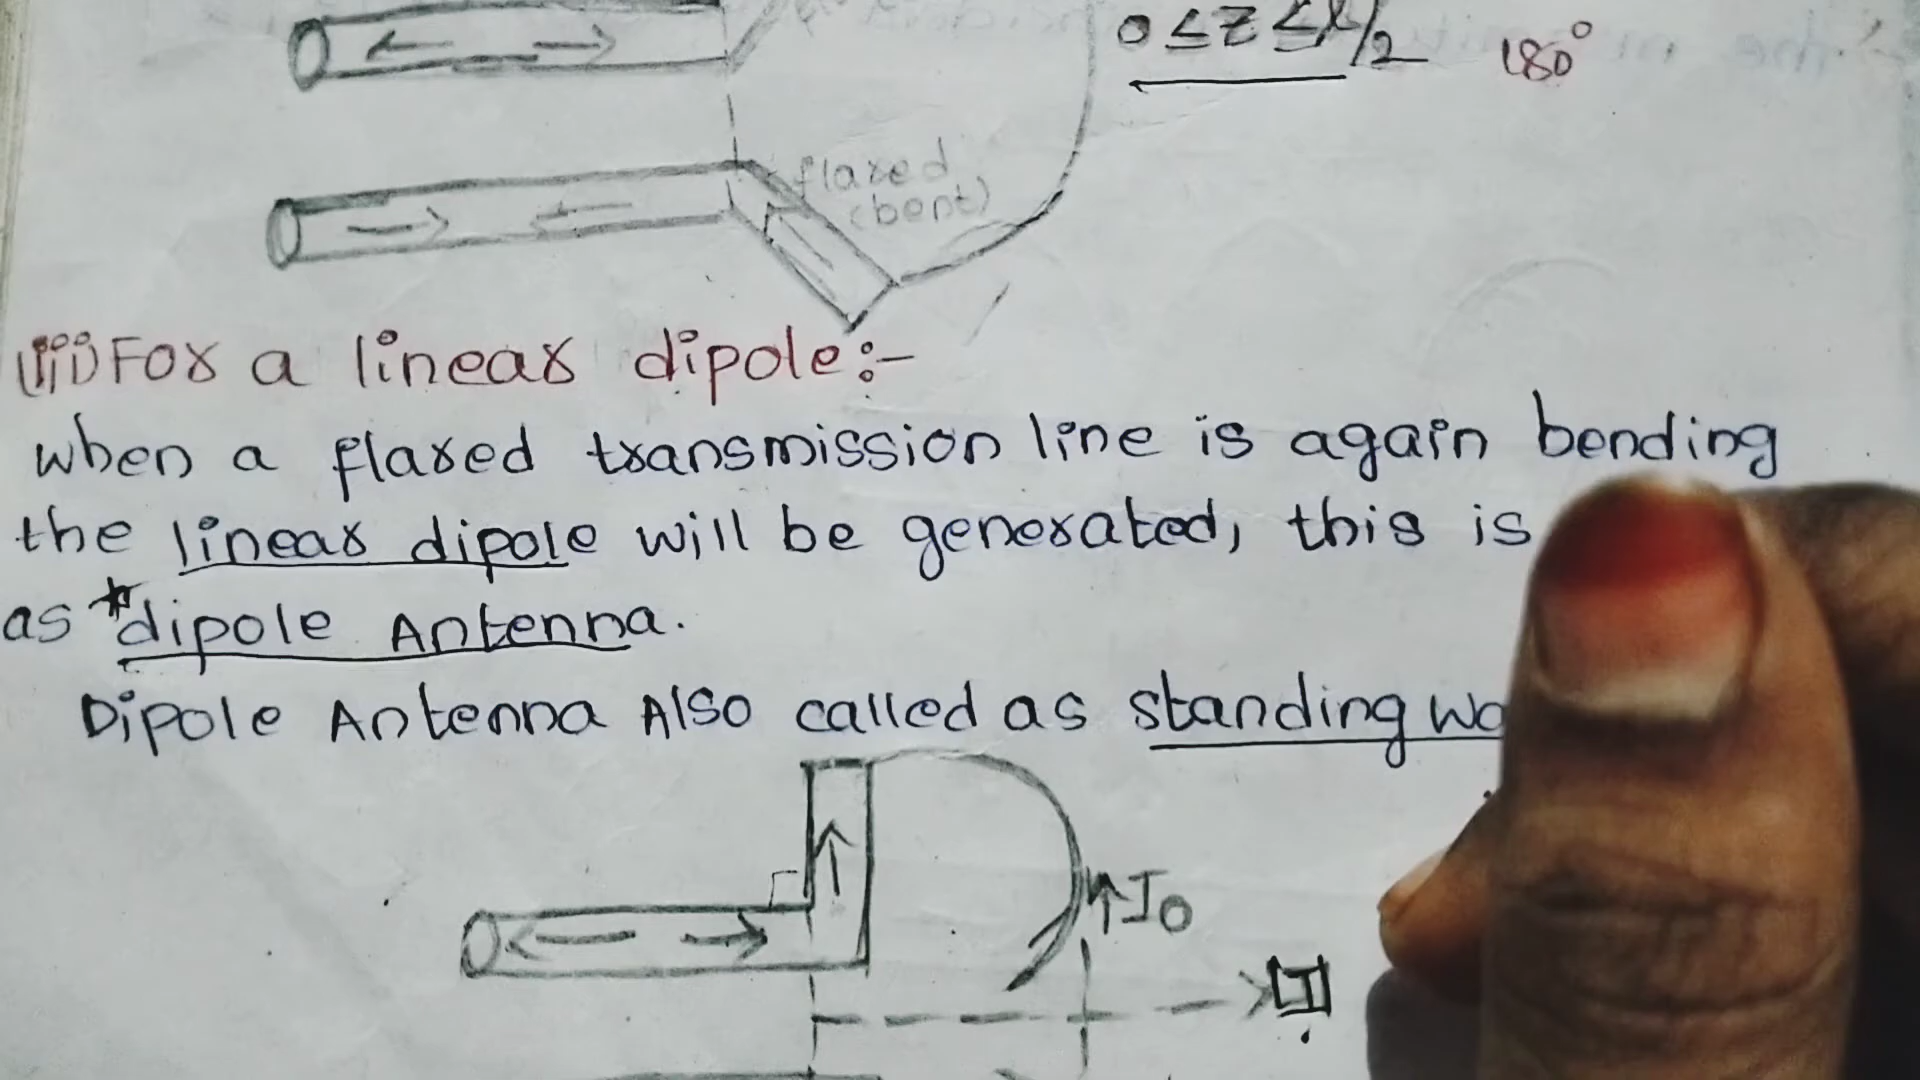 0 ≤ z ≤ λ/2 180°
flared
(bent)
(iii) For a linear dipole:-
when a flared transmission line is again bending
the linear dipole will be generated, this is
as *dipole Antenna.
Dipole Antenna Also called as standing
I0
I